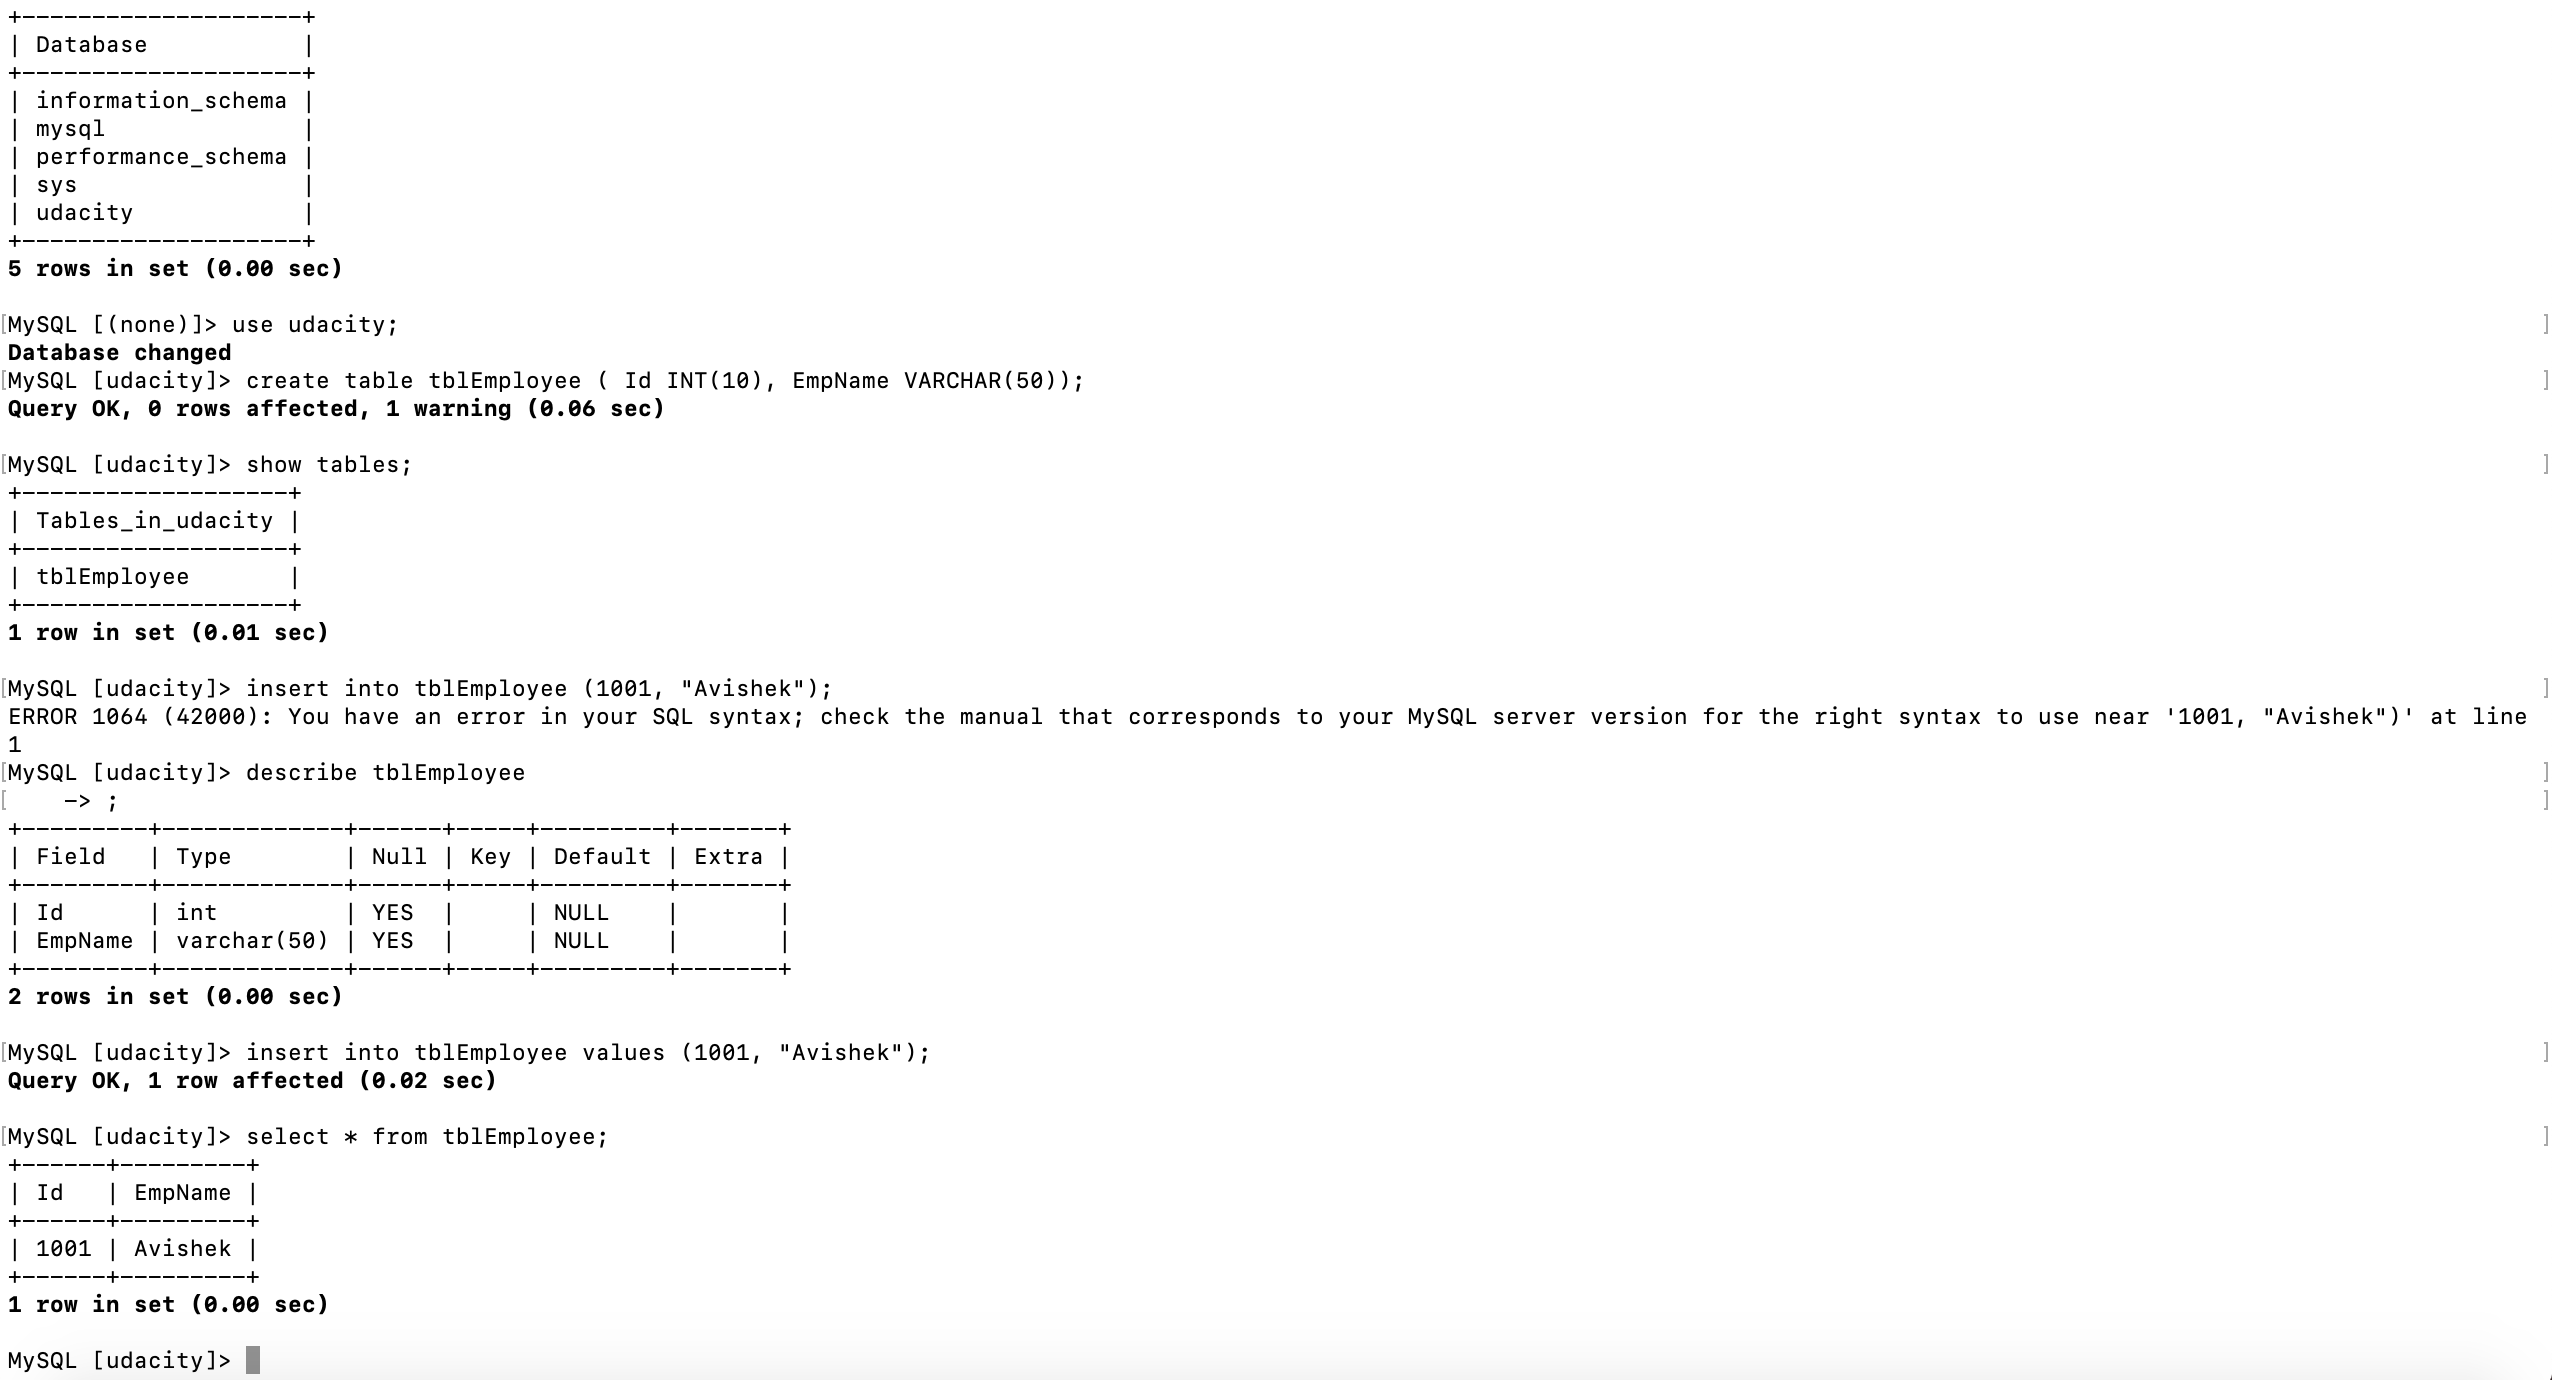 +--------------------+
| Database           |
+--------------------+
| information_schema |
| mysql              |
| performance_schema |
| sys                |
| udacity            |
+--------------------+
5 rows in set (0.00 sec)

[MySQL [(none)]> use udacity;                                                                                                                                                         ]
Database changed
[MySQL [udacity]> create table tblEmployee ( Id INT(10), EmpName VARCHAR(50));                                                                                                        ]
Query OK, 0 rows affected, 1 warning (0.06 sec)

[MySQL [udacity]> show tables;                                                                                                                                                        ]
+-------------------+
| Tables_in_udacity |
+-------------------+
| tblEmployee       |
+-------------------+
1 row in set (0.01 sec)

[MySQL [udacity]> insert into tblEmployee (1001, "Avishek");                                                                                                                          ]
ERROR 1064 (42000): You have an error in your SQL syntax; check the manual that corresponds to your MySQL server version for the right syntax to use near '1001, "Avishek")' at line
1
[MySQL [udacity]> describe tblEmployee                                                                                                                                                ]
[    -> ;                                                                                                                                                                             ]
+---------+-------------+------+-----+---------+-------+
| Field   | Type        | Null | Key | Default | Extra |
+---------+-------------+------+-----+---------+-------+
| Id      | int         | YES  |     | NULL    |       |
| EmpName | varchar(50) | YES  |     | NULL    |       |
+---------+-------------+------+-----+---------+-------+
2 rows in set (0.00 sec)

[MySQL [udacity]> insert into tblEmployee values (1001, "Avishek");                                                                                                                   ]
Query OK, 1 row affected (0.02 sec)

[MySQL [udacity]> select * from tblEmployee;                                                                                                                                          ]
+------+---------+
| Id   | EmpName |
+------+---------+
| 1001 | Avishek |
+------+---------+
1 row in set (0.00 sec)

MySQL [udacity]>